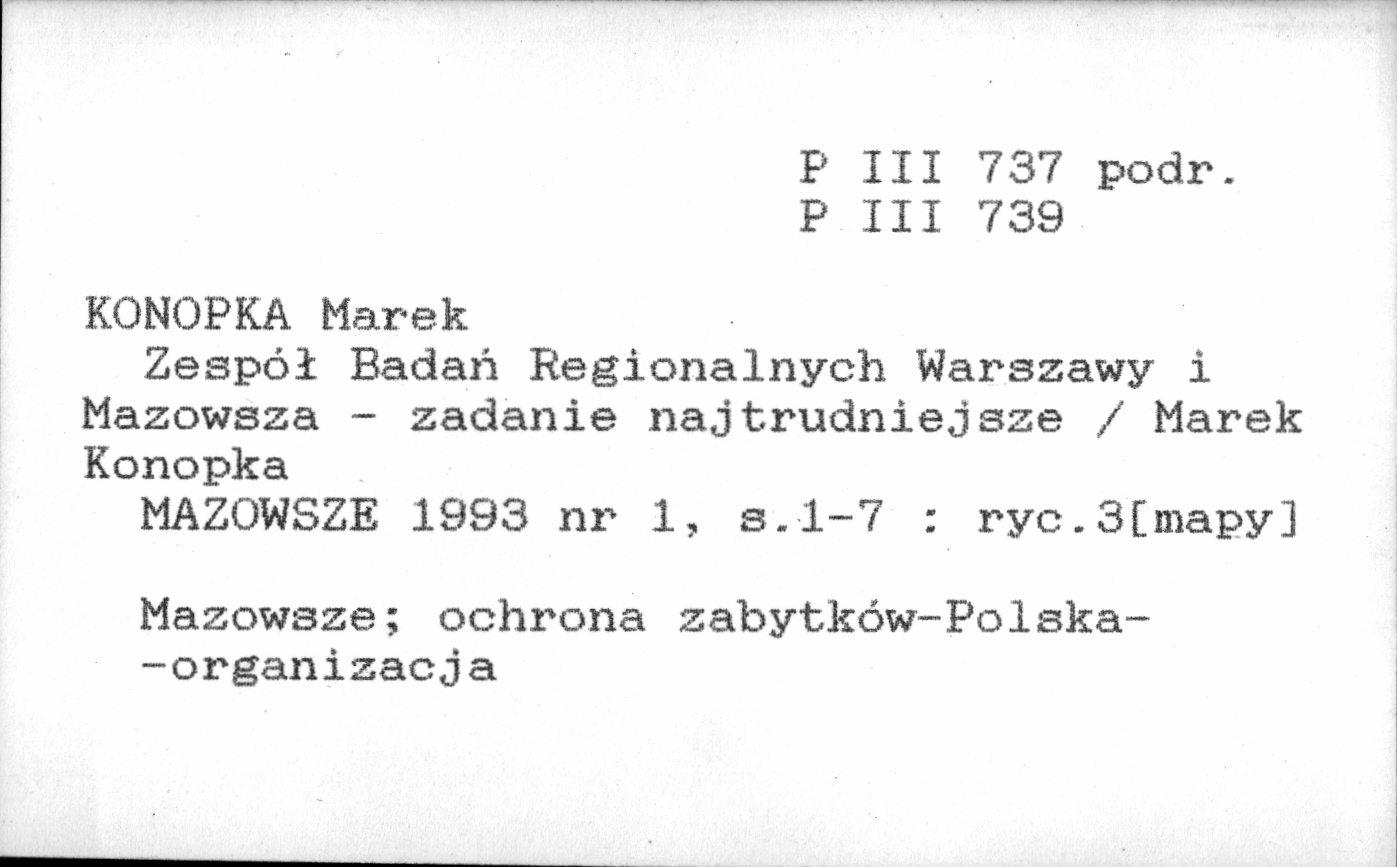 P III 737 podr.
P III 739
KONOPKA Marek
Zespół Badań Regionalnych Warszawy i
Mazowsza - zadanie najtrudniejsze / Marek
Konopka
MAZOWSZE 1993 nr 1, s.1-7 : ryc.3[mapy]
Mazowsze; ochrona zabytków-Polska-
-organizacja